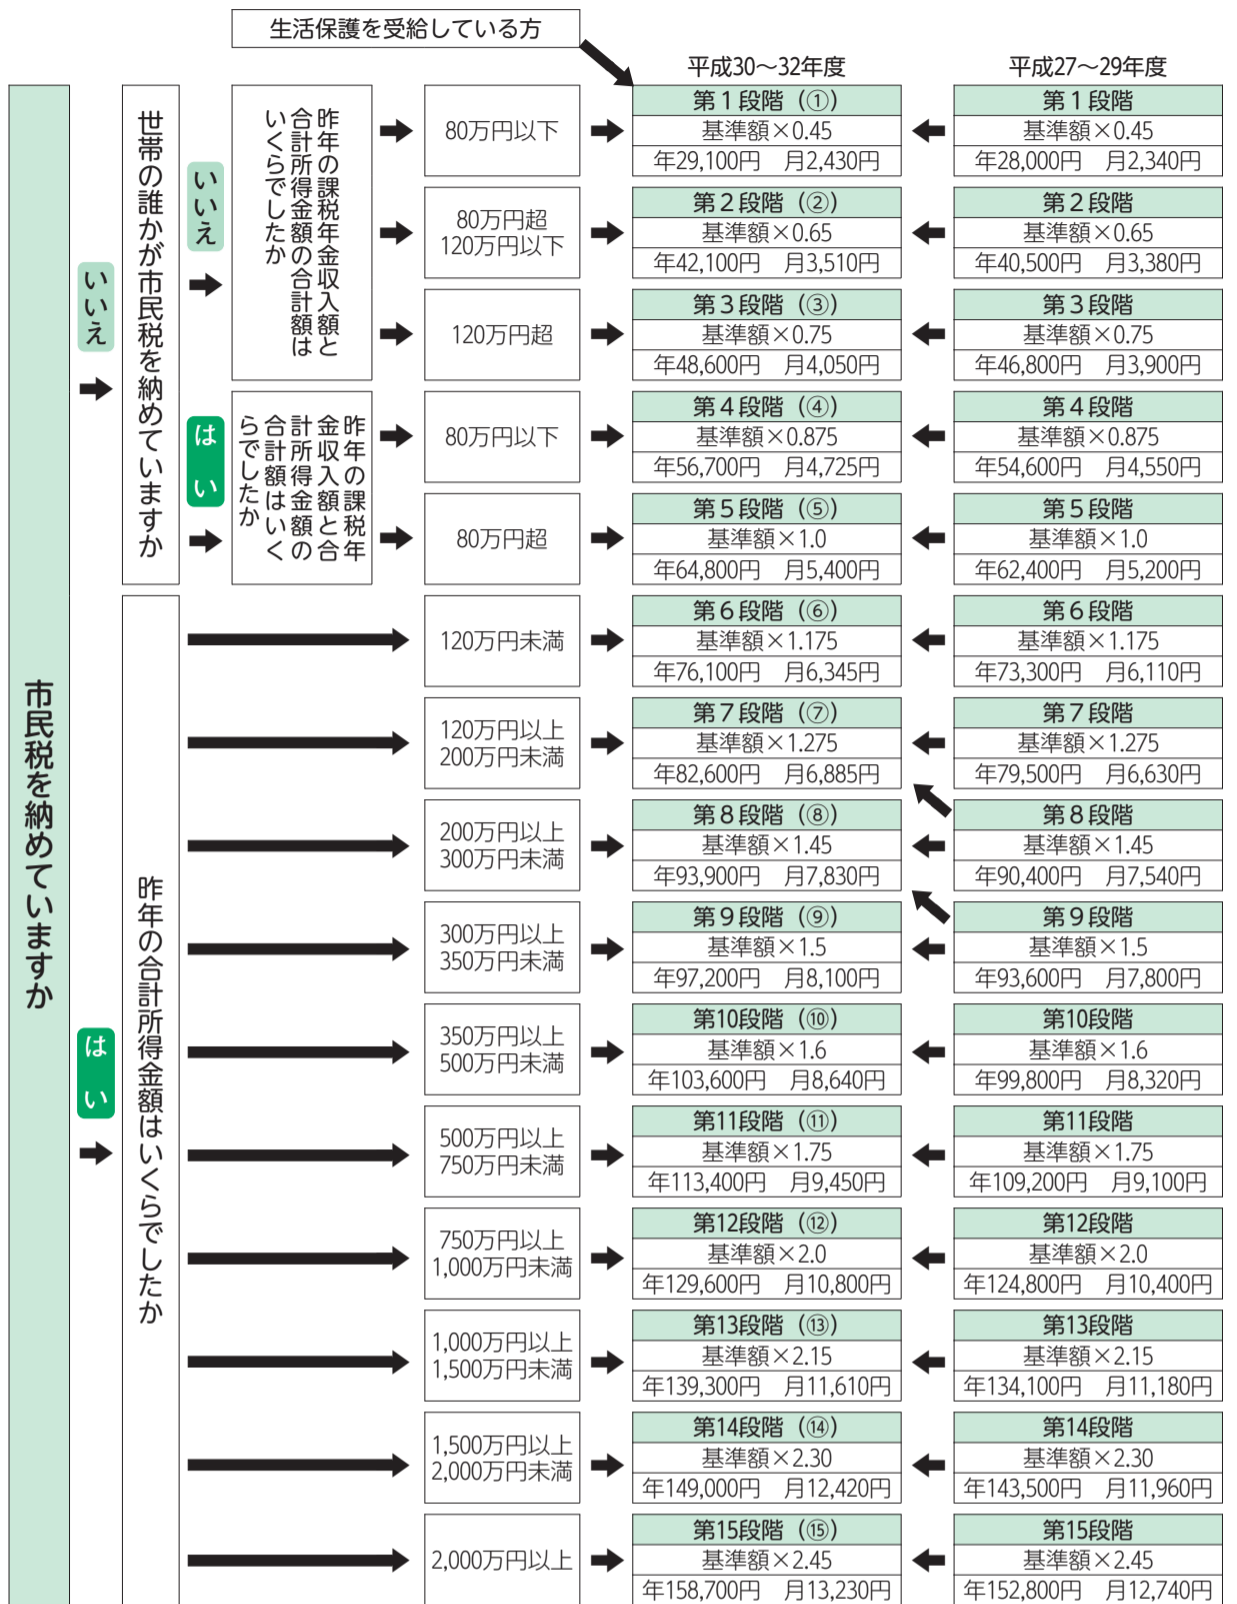 生活保護を受給している方
平成30～32年度
平成27～29年度
市民税を納めていますか
いいえ
はい
世帯の誰かが市民税を納めていますか
いいえ
はい
昨年の課税年金収入額と
合計所得金額の合計額は
いくらでしたか
昨年の課税年
金収入額と合
計所得金額の
合計額はいく
らでしたか
昨年の合計所得金額はいくらでしたか
80万円以下
第1段階（①）
基準額×0.45
年29,100円　月2,430円
第1段階
基準額×0.45
年28,000円　月2,340円
80万円超
120万円以下
第2段階（②）
基準額×0.65
年42,100円　月3,510円
第2段階
基準額×0.65
年40,500円　月3,380円
120万円超
第3段階（③）
基準額×0.75
年48,600円　月4,050円
第3段階
基準額×0.75
年46,800円　月3,900円
80万円以下
第4段階（④）
基準額×0.875
年56,700円　月4,725円
第4段階
基準額×0.875
年54,600円　月4,550円
80万円超
第5段階（⑤）
基準額×1.0
年64,800円　月5,400円
第5段階
基準額×1.0
年62,400円　月5,200円
120万円未満
第6段階（⑥）
基準額×1.175
年76,100円　月6,345円
第6段階
基準額×1.175
年73,300円　月6,110円
120万円以上
200万円未満
第7段階（⑦）
基準額×1.275
年82,600円　月6,885円
第7段階
基準額×1.275
年79,500円　月6,630円
200万円以上
300万円未満
第8段階（⑧）
基準額×1.45
年93,900円　月7,830円
第8段階
基準額×1.45
年90,400円　月7,540円
300万円以上
350万円未満
第9段階（⑨）
基準額×1.5
年97,200円　月8,100円
第9段階
基準額×1.5
年93,600円　月7,800円
350万円以上
500万円未満
第10段階（⑩）
基準額×1.6
年103,600円　月8,640円
第10段階
基準額×1.6
年99,800円　月8,320円
500万円以上
750万円未満
第11段階（⑪）
基準額×1.75
年113,400円　月9,450円
第11段階
基準額×1.75
年109,200円　月9,100円
750万円以上
1,000万円未満
第12段階（⑫）
基準額×2.0
年129,600円　月10,800円
第12段階
基準額×2.0
年124,800円　月10,400円
1,000万円以上
1,500万円未満
第13段階（⑬）
基準額×2.15
年139,300円　月11,610円
第13段階
基準額×2.15
年134,100円　月11,180円
1,500万円以上
2,000万円未満
第14段階（⑭）
基準額×2.30
年149,000円　月12,420円
第14段階
基準額×2.30
年143,500円　月11,960円
2,000万円以上
第15段階（⑮）
基準額×2.45
年158,700円　月13,230円
第15段階
基準額×2.45
年152,800円　月12,740円